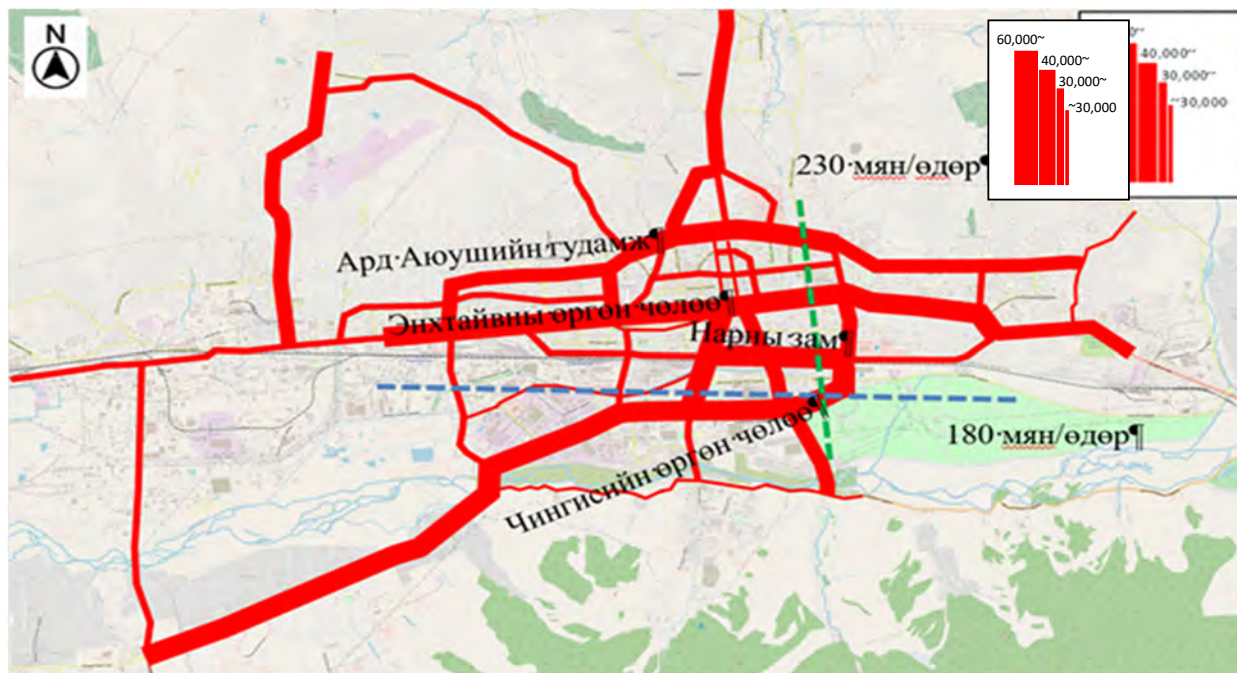 N
60,000~
40,000~
30,000~
~30,000
40,000~
30,000~
~30,000
230·мян/өдөр¶
Ард·Аюушийн·гудамж¶
Энхтайвны·өргөн·чөлөө¶
Нарны·зам¶
Чингисийн·өргөн·чөлөө¶
180·мян/өдөр¶